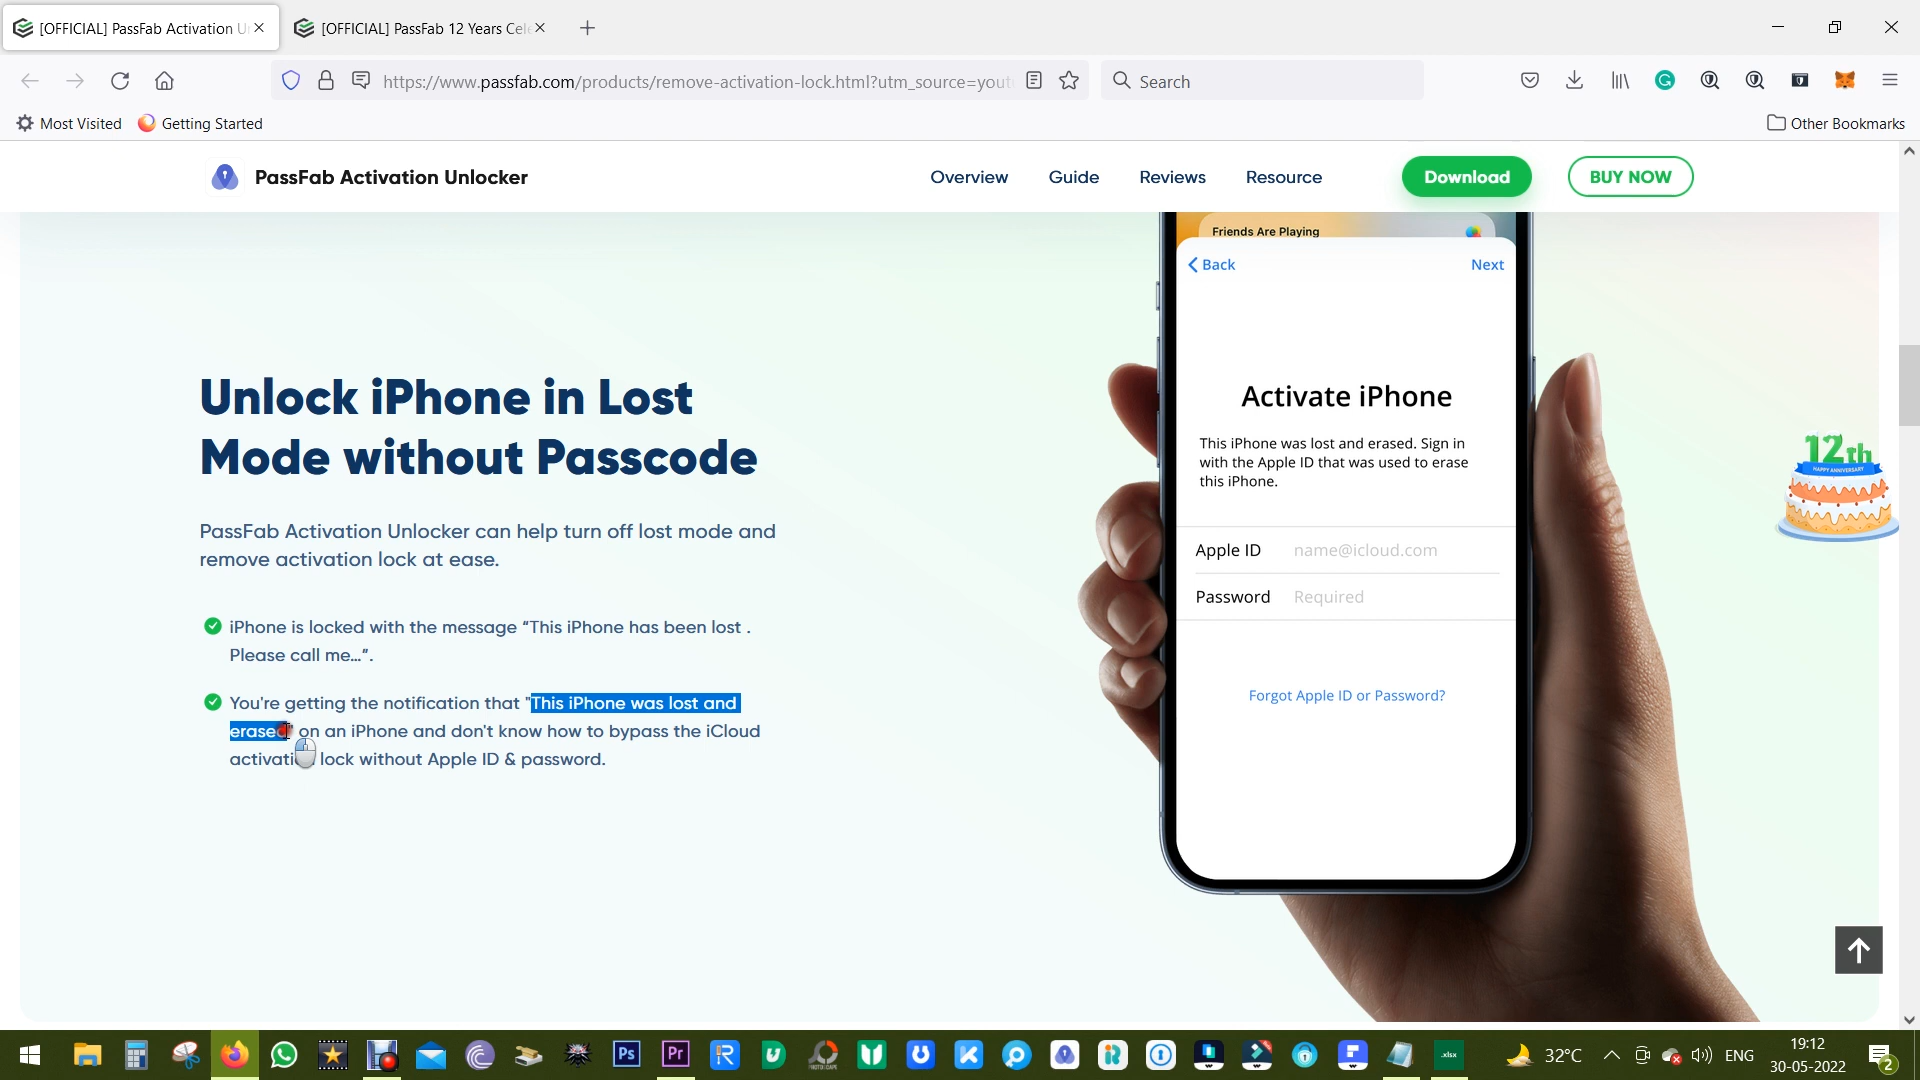 [OFFICIAL] PassFab Activation U
[OFFICIAL] PassFab 12 Years Cele
https://www.passfab.com/products/remove-activation-lock.html?utm_source=yout
Search
Most Visited
Getting Started
Other Bookmarks
PassFab Activation Unlocker
Overview
Guide
Reviews
Resource
Download
BUY NOW
Friends Are Playing
Back
Next
Activate iPhone
This iPhone was lost and erased. Sign in
with the Apple ID that was used to erase
this iPhone.
Apple ID name@icloud.com
Password Required
Forgot Apple ID or Password?
Unlock iPhone in Lost
Mode without Passcode
PassFab Activation Unlocker can help turn off lost mode and
remove activation lock at ease.
iPhone is locked with the message “This iPhone has been lost .
Please call me...”.
You're getting the notification that "This iPhone was lost and
erased" on an iPhone and don't know how to bypass the iCloud
activation lock without Apple ID & password.
12th
HAPPY ANNIVERSARY
Ps
Pr
.xlsx
32°C
ENG
19:12
30-05-2022
2